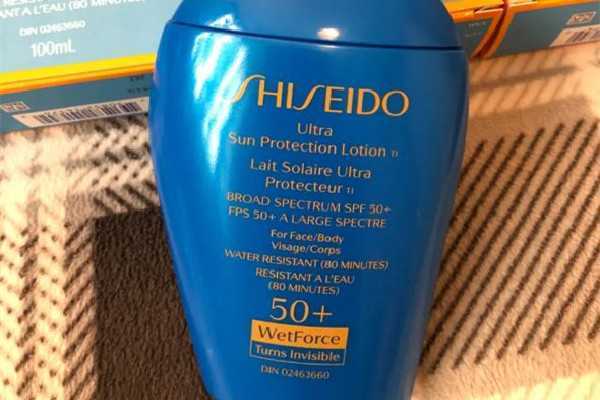 ANT À L'EAU (80 MINUTES)
DIN 02463660
100mL
SHISEIDO
Ultra
Sun Protection Lotion n
Lait Solaire Ultra
Protecteur n
BROAD SPECTRUM SPF 50+
FPS 50+ A LARGE SPECTRE
For Face/Body
Visage/Corps
WATER RESISTANT (80 MINUTES)
RÉSISTANT A L'EAU
(80 MINUTES)
50+
WetForce
Turns Invisible
DIN 02463660